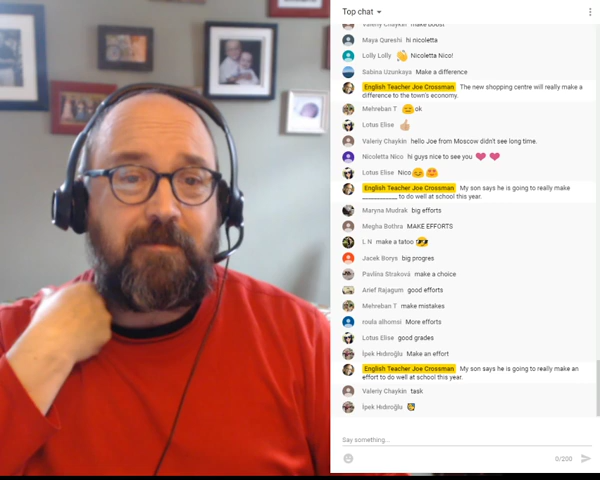 Top chat
Valeriy Chaykin make boost
Maya Qureshi hi nicoletta
Lolly Lolly Nicoletta Nico!
Sabina Uzunkaya Make a difference
English Teacher Joe Crossman The new shopping centre will really make a
difference to the town's economy.
Mehreban T ok
Lotus Elise
Valeriy Chaykin hello Joe from Moscow didn't see long time.
Nicoletta Nico hi guys nice to see you
Lotus Elise Nico
English Teacher Joe Crossman My son says he is going to really make
__________ to do well at school this year.
Maryna Mudrak big efforts
Megha Bothra MAKE EFFORTS
L N make a tatoo
Jacek Borys big progres
Pavlína Straková make a choice
Arief Rajagum good efforts
Mehreban T make mistakes
roula alhomsi More efforts
Lotus Elise good grades
İpek Hıdıroğlu Make an effort
English Teacher Joe Crossman My son says he is going to really make an
effort to do well at school this year.
Valeriy Chaykin task
İpek Hıdıroğlu
Say something...
0/200